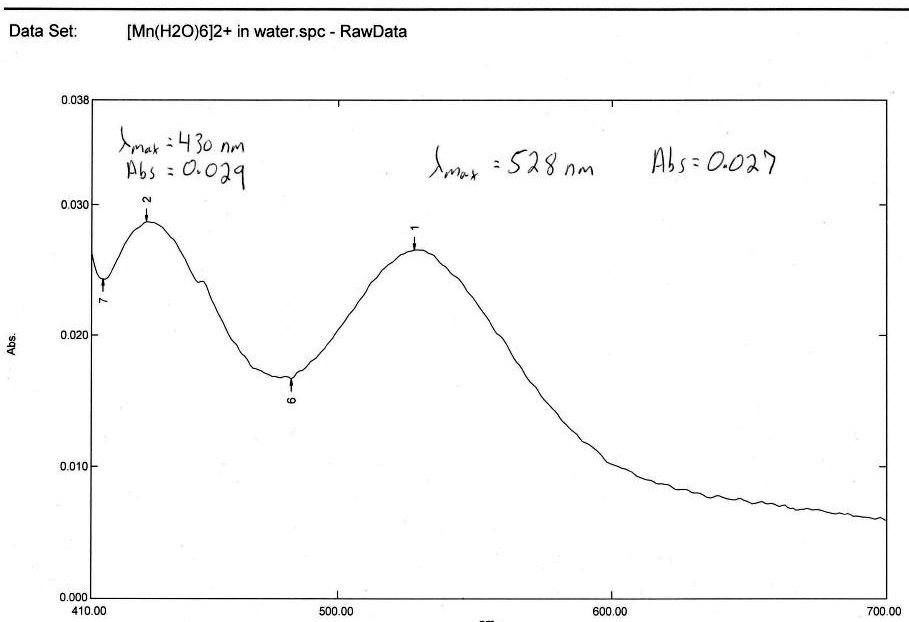 Data Set: [Mn(H2O)6]2+ in water.spc - RawData
0.038
λmax = 430 nm
Abs = 0.029
λmax = 528 nm Abs = 0.027
0.030
2
1
7
0.020
Abs.
6
0.010
0.000
410.00 500.00 600.00 700.00